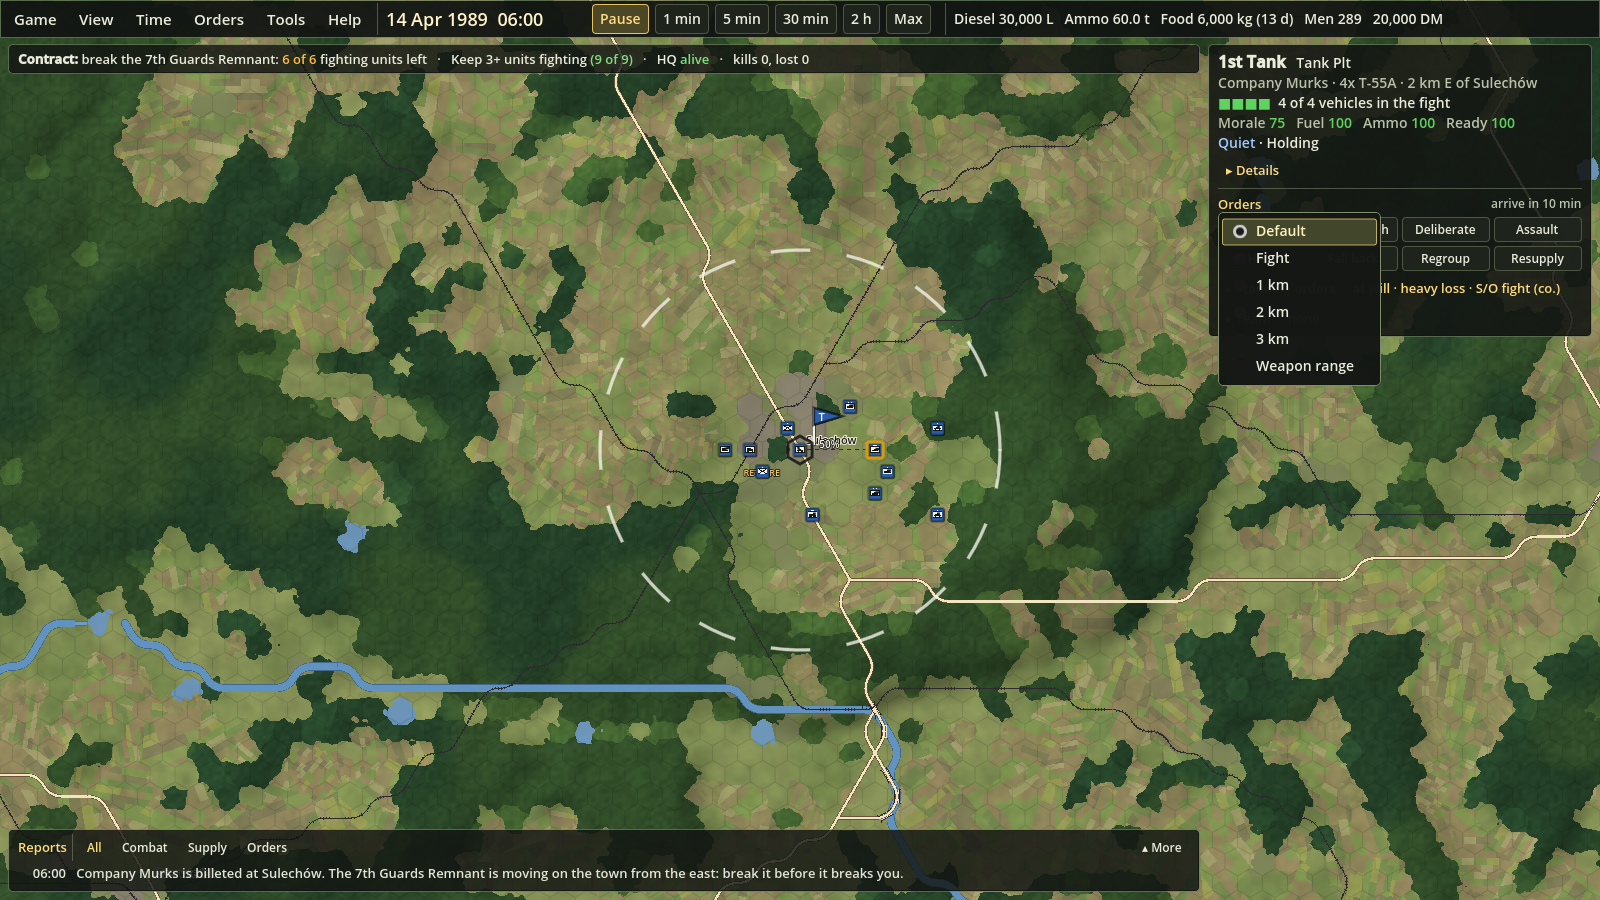 Game View Time Orders Tools Help 14 Apr 1989 06:00 Pause 1 min 5 min 30 min 2 h Max Diesel 30,000 L Ammo 60.0 t Food 6,000 kg (13 d) Men 289 20,000 DM
Contract: break the 7th Guards Remnant: 6 of 6 fighting units left · Keep 3+ units fighting (9 of 9) · HQ alive · kills 0, lost 0
1st Tank Tank Plt
Company Murks · 4x T-55A · 2 km E of Sulechów
4 of 4 vehicles in the fight
Morale 75 Fuel 100 Ammo 100 Ready 100
Quiet · Holding
▸ Details
Orders arrive in 10 min
Default
h Deliberate Assault
Fight
Regroup Resupply
1 km
ill · heavy loss · S/O fight (co.)
2 km
3 km
Weapon range
T
RE RE
Reports All Combat Supply Orders ▴ More
06:00 Company Murks is billeted at Sulechów. The 7th Guards Remnant is moving on the town from the east: break it before it breaks you.